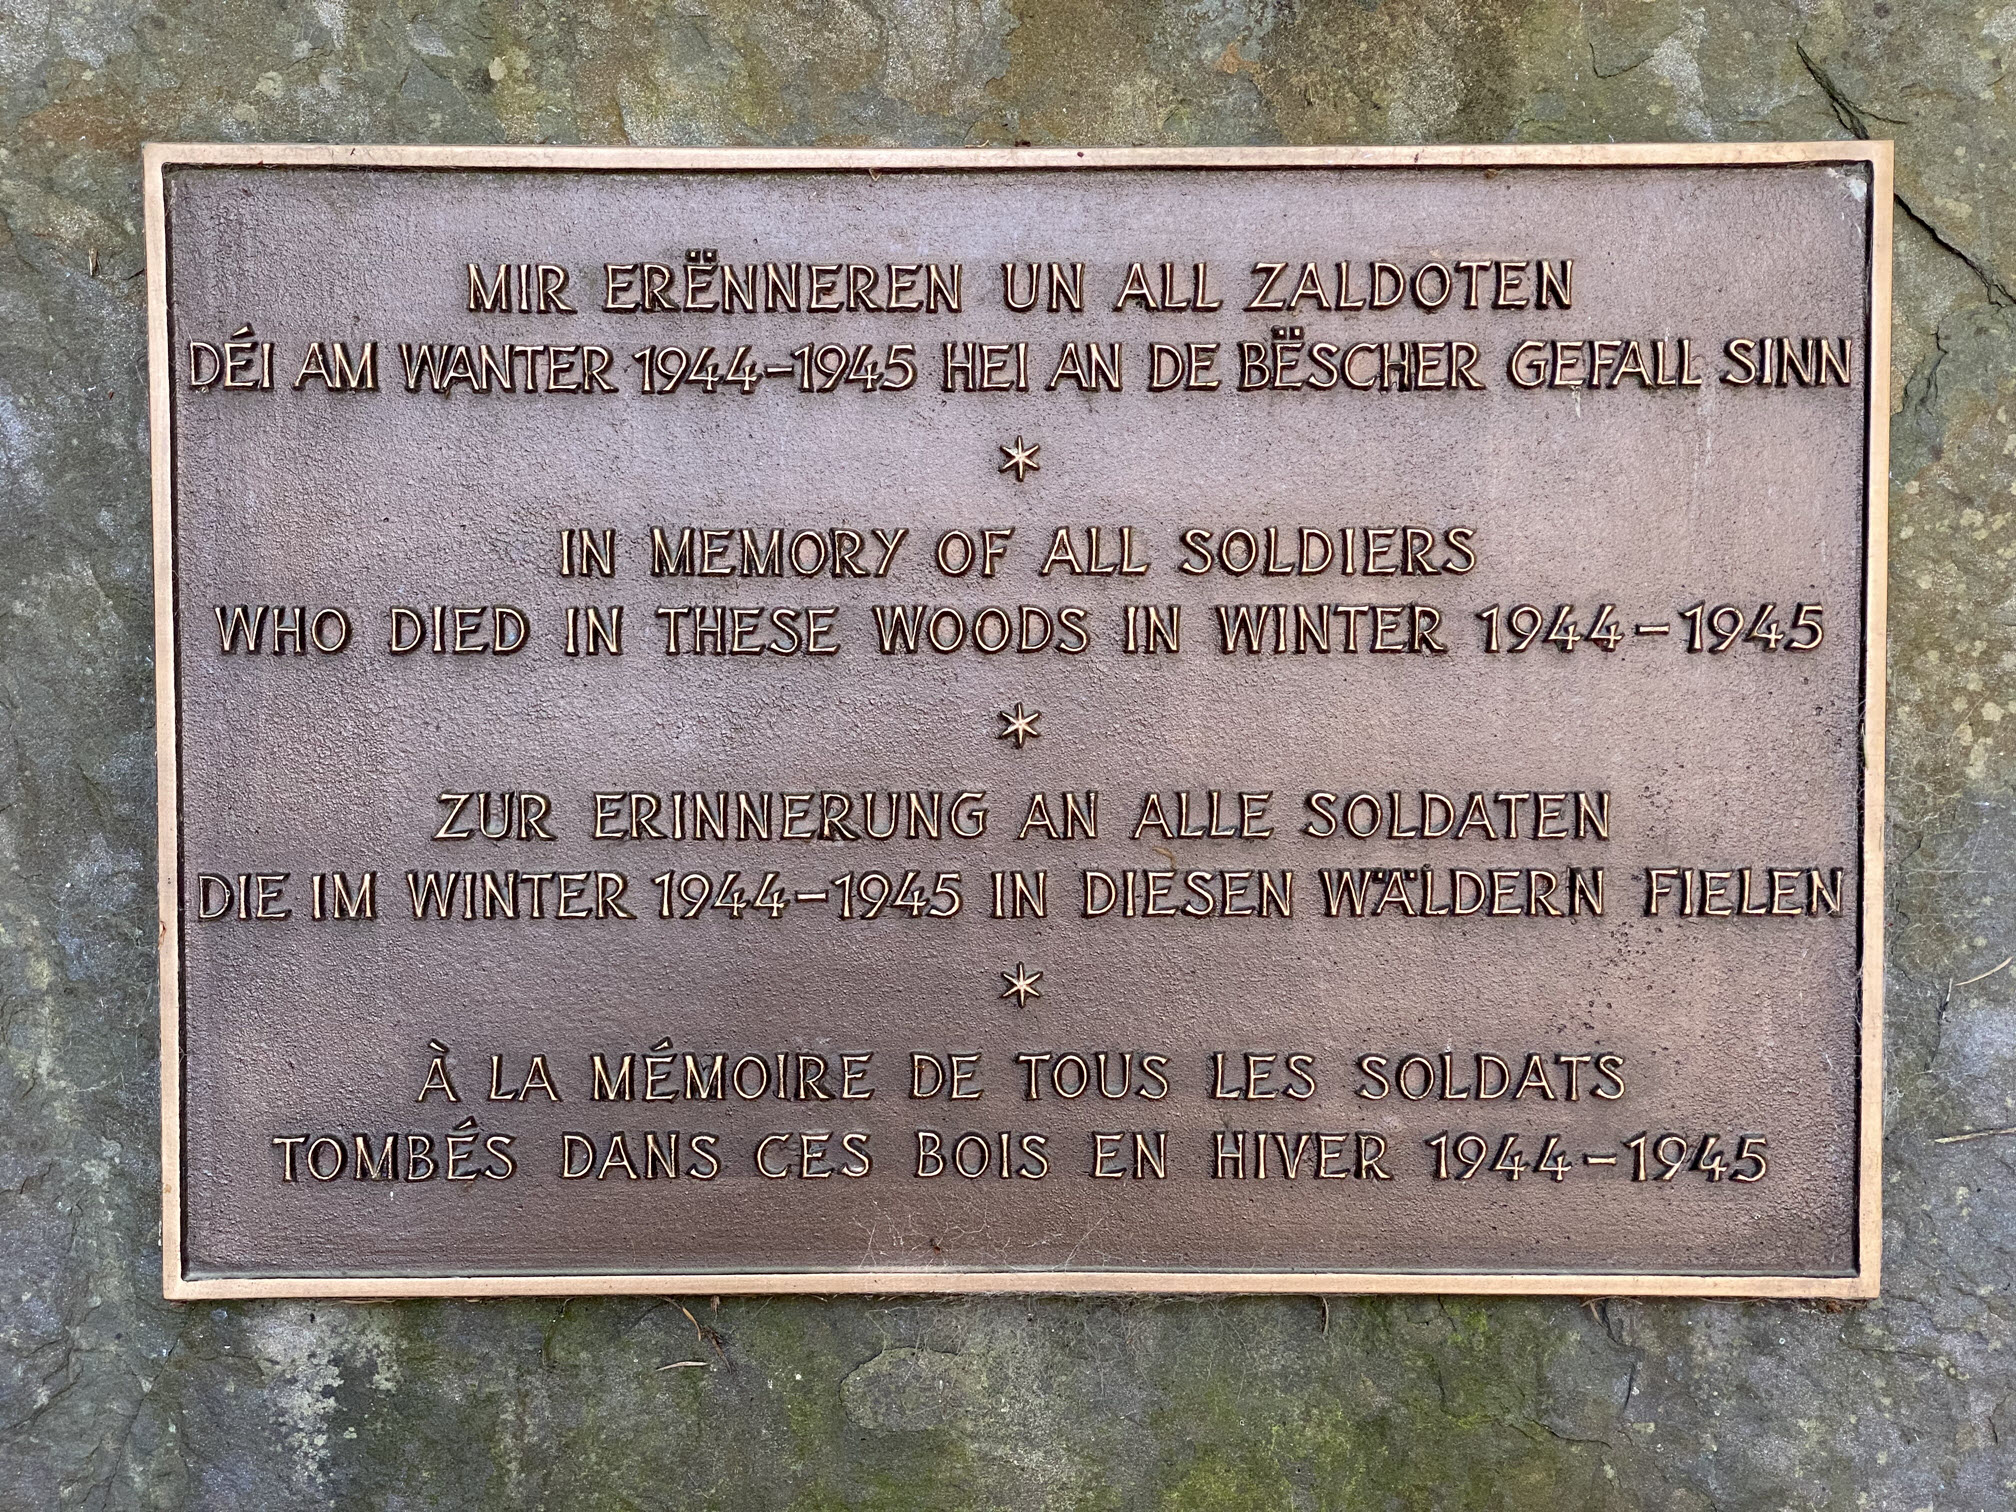 MIR ERËNNEREN UN ALL ZALDOTEN
DÉI AM WANTER 1944-1945 HEI AN DE BËSCHER GEFALL SINN
*
IN MEMORY OF ALL SOLDIERS
WHO DIED IN THESE WOODS IN WINTER 1944-1945
*
ZUR ERINNERUNG AN ALLE SOLDATEN
DIE IM WINTER 1944-1945 IN DIESEN WÄLDERN FIELEN
*
À LA MÉMOIRE DE TOUS LES SOLDATS
TOMBÉS DANS CES BOIS EN HIVER 1944-1945